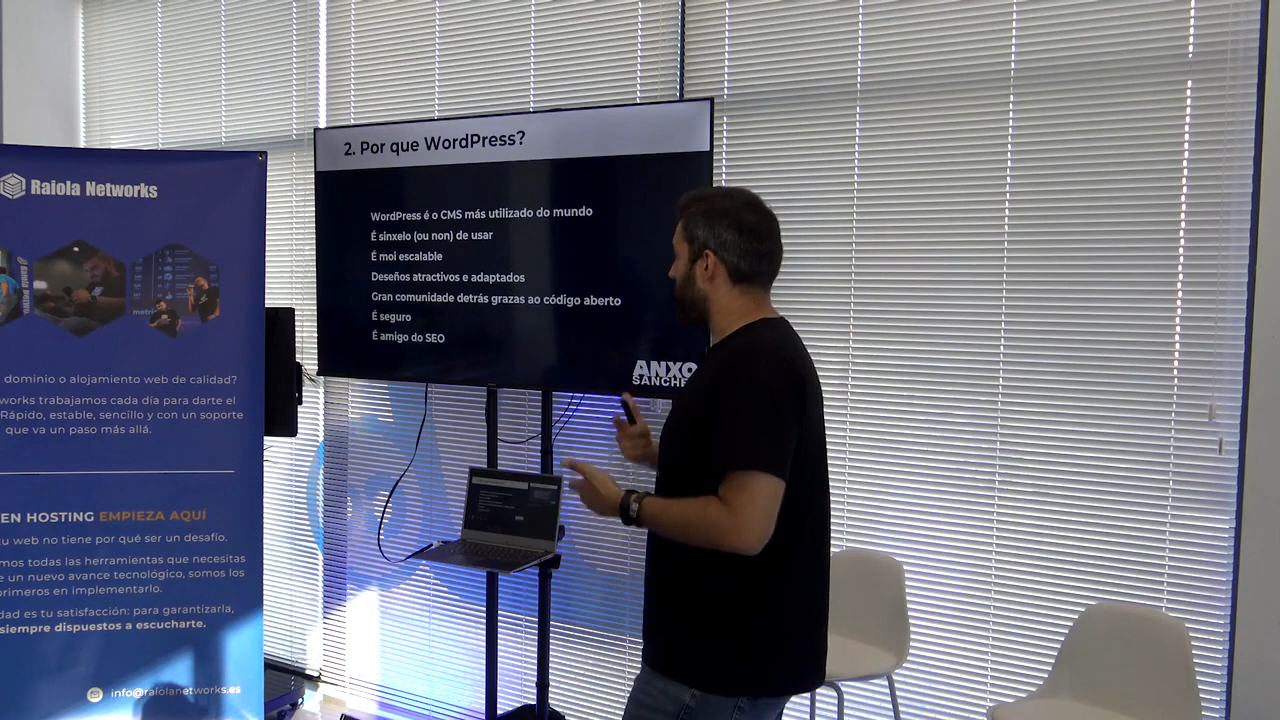 Raiola Networks
dominio o alojamiento web de calidad?
works trabajamos cada día para darte el
Rápido, estable, sencillo y con un soporte
que va un paso más allá.
EN HOSTING EMPIEZA AQUÍ
tu web no tiene por qué ser un desafío.
mos todas las herramientas que necesitas
e un nuevo avance tecnológico, somos los
primeros en implementarlo.
dad es tu satisfacción: para garantizarla,
siempre dispuestos a escucharte.
info@raiolanetworks.es
2. Por que WordPress?
WordPress é o CMS más utilizado do mundo
É sinxelo (ou non) de usar
É moi escalable
Deseños atractivos e adaptados
Gran comunidade detrás grazas ao código aberto
É seguro
É amigo do SEO
ANXO
SANCHE